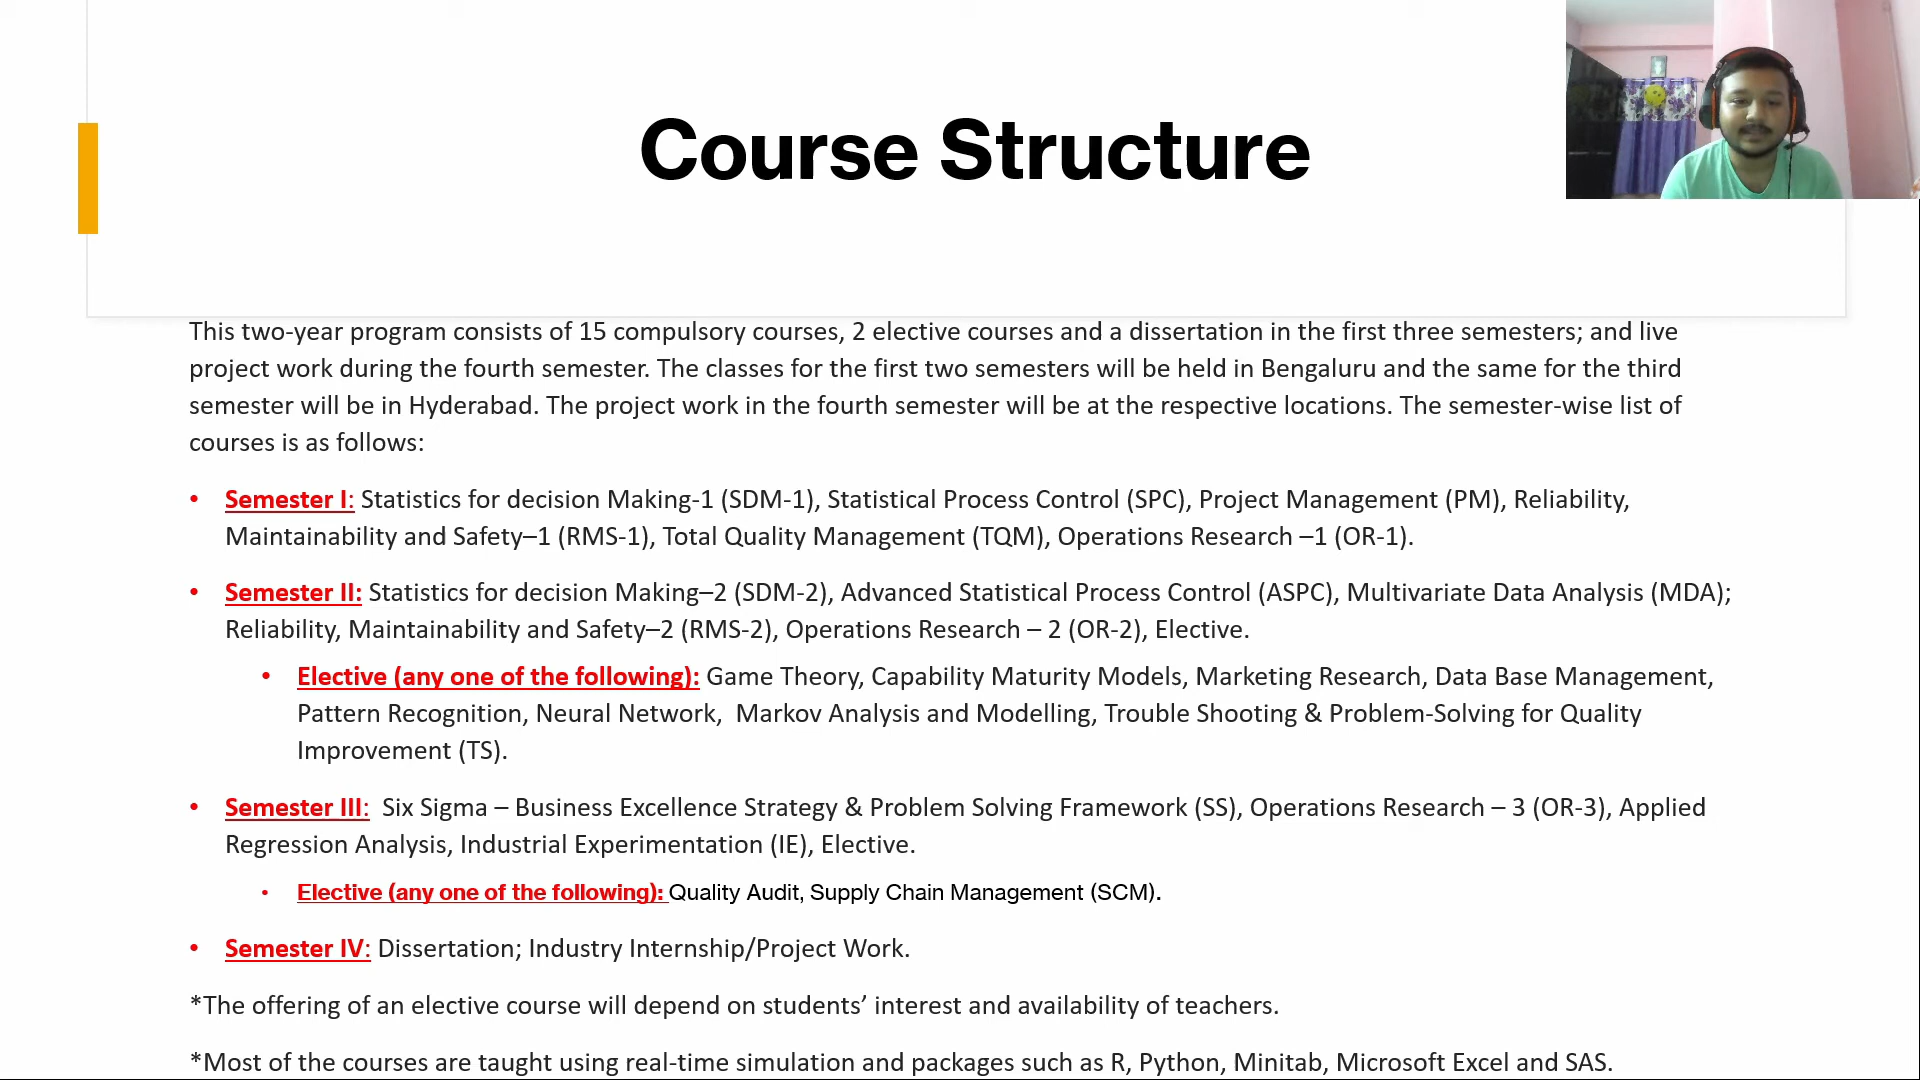 Course Structure
This two-year program consists of 15 compulsory courses, 2 elective courses and a dissertation in the first three semesters; and live
project work during the fourth semester. The classes for the first two semesters will be held in Bengaluru and the same for the third
semester will be in Hyderabad. The project work in the fourth semester will be at the respective locations. The semester-wise list of
courses is as follows:
• Semester I: Statistics for decision Making-1 (SDM-1), Statistical Process Control (SPC), Project Management (PM), Reliability,
Maintainability and Safety–1 (RMS-1), Total Quality Management (TQM), Operations Research –1 (OR-1).
• Semester II: Statistics for decision Making–2 (SDM-2), Advanced Statistical Process Control (ASPC), Multivariate Data Analysis (MDA);
Reliability, Maintainability and Safety–2 (RMS-2), Operations Research – 2 (OR-2), Elective.
• Elective (any one of the following): Game Theory, Capability Maturity Models, Marketing Research, Data Base Management,
Pattern Recognition, Neural Network,  Markov Analysis and Modelling, Trouble Shooting & Problem-Solving for Quality
Improvement (TS).
• Semester III:  Six Sigma – Business Excellence Strategy & Problem Solving Framework (SS), Operations Research – 3 (OR-3), Applied
Regression Analysis, Industrial Experimentation (IE), Elective.
• Elective (any one of the following): Quality Audit, Supply Chain Management (SCM).
• Semester IV: Dissertation; Industry Internship/Project Work.
*The offering of an elective course will depend on students’ interest and availability of teachers.
*Most of the courses are taught using real-time simulation and packages such as R, Python, Minitab, Microsoft Excel and SAS.